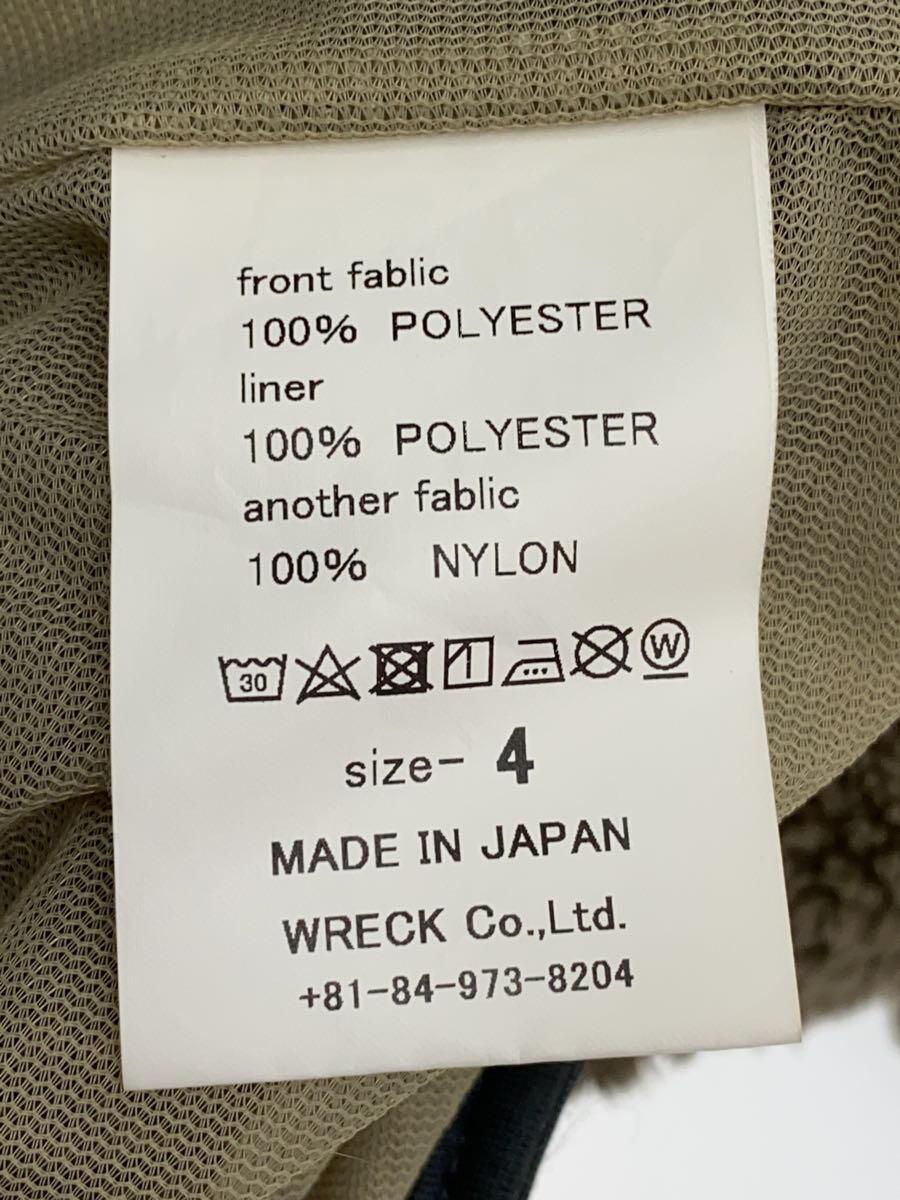 front fablic
100% POLYESTER
liner
100% POLYESTER
another fablic
100% NYLON
30 W
size- 4
MADE IN JAPAN
WRECK Co.,Ltd.
+81-84-973-8204